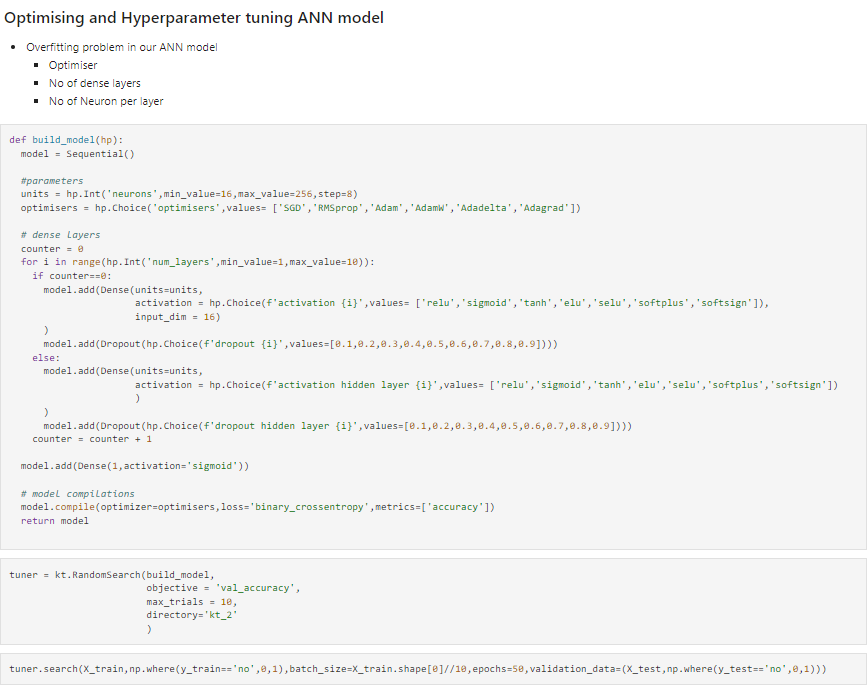 Optimising and Hyperparameter tuning ANN model
• Overfitting problem in our ANN model
▪ Optimiser
▪ No of dense layers
▪ No of Neuron per layer
def build_model(hp):
  model = Sequential()

  #parameters
  units = hp.Int('neurons',min_value=16,max_value=256,step=8)
  optimisers = hp.Choice('optimisers',values= ['SGD','RMSprop','Adam','AdamW','Adadelta','Adagrad'])

  # dense layers
  counter = 0
  for i in range(hp.Int('num_layers',min_value=1,max_value=10)):
    if counter==0:
      model.add(Dense(units=units,
                      activation = hp.Choice(f'activation {i}',values= ['relu','sigmoid','tanh','elu','selu','softplus','softsign']),
                      input_dim = 16)
      )
      model.add(Dropout(hp.Choice(f'dropout {i}',values=[0.1,0.2,0.3,0.4,0.5,0.6,0.7,0.8,0.9])))
    else:
      model.add(Dense(units=units,
                      activation = hp.Choice(f'activation hidden layer {i}',values= ['relu','sigmoid','tanh','elu','selu','softplus','softsign'])
                      )
      )
      model.add(Dropout(hp.Choice(f'dropout hidden layer {i}',values=[0.1,0.2,0.3,0.4,0.5,0.6,0.7,0.8,0.9])))
    counter = counter + 1

  model.add(Dense(1,activation='sigmoid'))

  # model compilations
  model.compile(optimizer=optimisers,loss='binary_crossentropy',metrics=['accuracy'])
  return model

tuner = kt.RandomSearch(build_model,
                        objective = 'val_accuracy',
                        max_trials = 10,
                        directory='kt_2'
                        )

tuner.search(X_train,np.where(y_train=='no',0,1),batch_size=X_train.shape[0]//10,epochs=50,validation_data=(X_test,np.where(y_test=='no',0,1)))